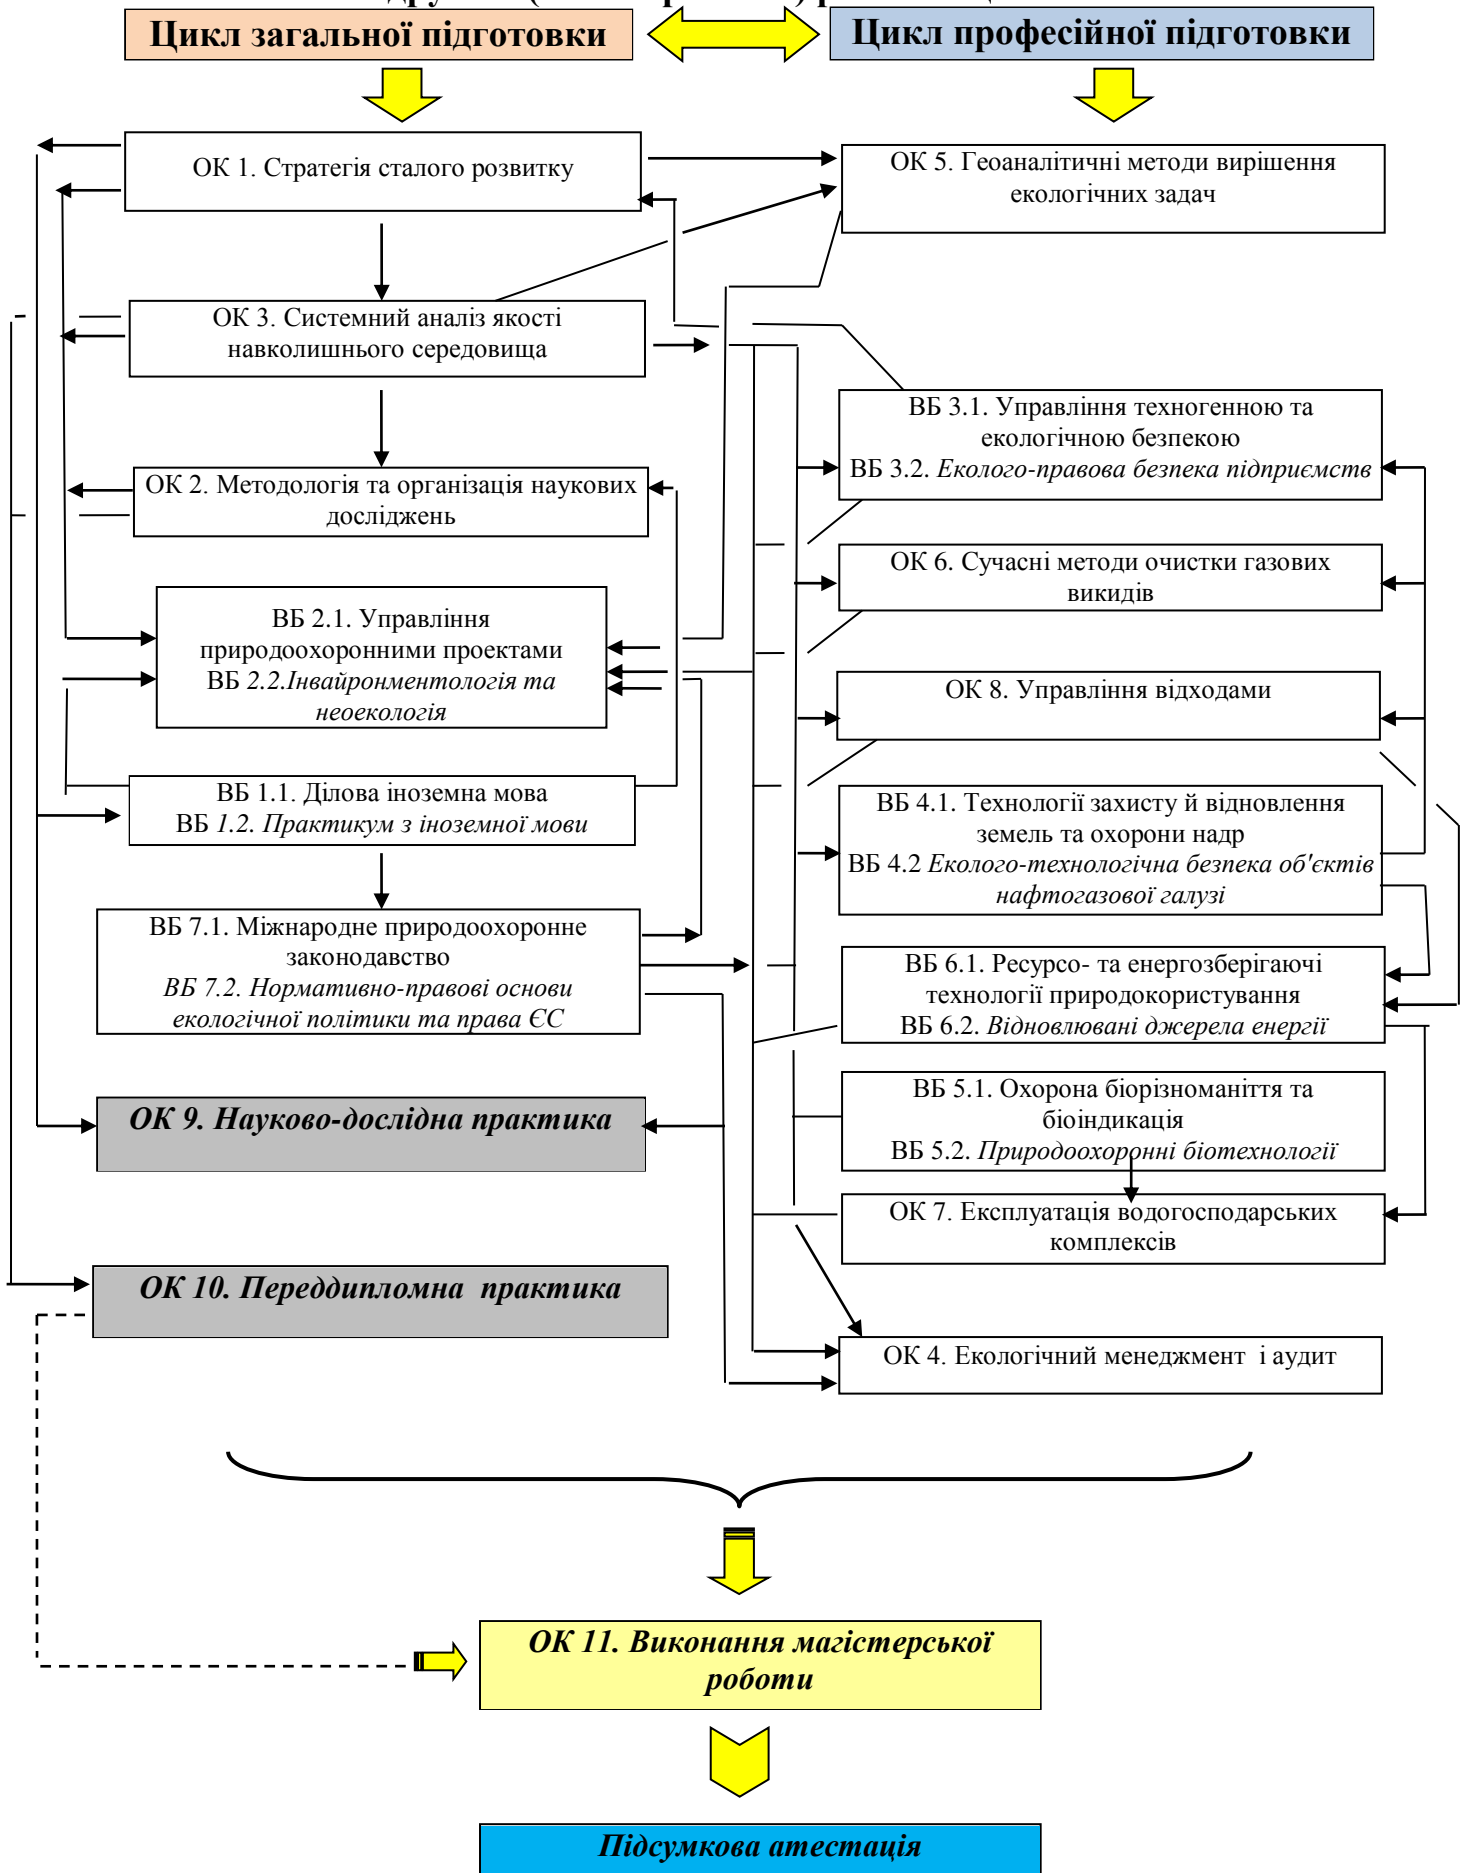 Цикл загальної підготовки
Цикл професійної підготовки
ОК 1. Стратегія сталого розвитку
ОК 5. Геоаналітичні методи вирішення
екологічних задач
ОК 3. Системний аналіз якості
навколишнього середовища
ВБ 3.1. Управління техногенною та
екологічною безпекою
ВБ 3.2. Еколого-правова безпека підприємств
ОК 2. Методологія та організація наукових
досліджень
ОК 6. Сучасні методи очистки газових
викидів
ВБ 2.1. Управління
природоохоронними проектами
ВБ 2.2.Інвайронментологія та
неоекологія
ОК 8. Управління відходами
ВБ 1.1. Ділова іноземна мова
ВБ 1.2. Практикум з іноземної мови
ВБ 4.1. Технології захисту й відновлення
земель та охорони надр
ВБ 4.2 Еколого-технологічна безпека об'єктів
нафтогазової галузі
ВБ 7.1. Міжнародне природоохоронне
законодавство
ВБ 7.2. Нормативно-правові основи
екологічної політики та права ЄС
ВБ 6.1. Ресурсо- та енергозберігаючі
технології природокористування
ВБ 6.2. Відновлювані джерела енергії
ОК 9. Науково-дослідна практика
ВБ 5.1. Охорона біорізноманіття та
біоіндикація
ВБ 5.2. Природоохоронні біотехнології
ОК 7. Експлуатація водогосподарських
комплексів
ОК 10. Переддипломна практика
ОК 4. Екологічний менеджмент і аудит
ОК 11. Виконання магістерської
роботи
Підсумкова атестація